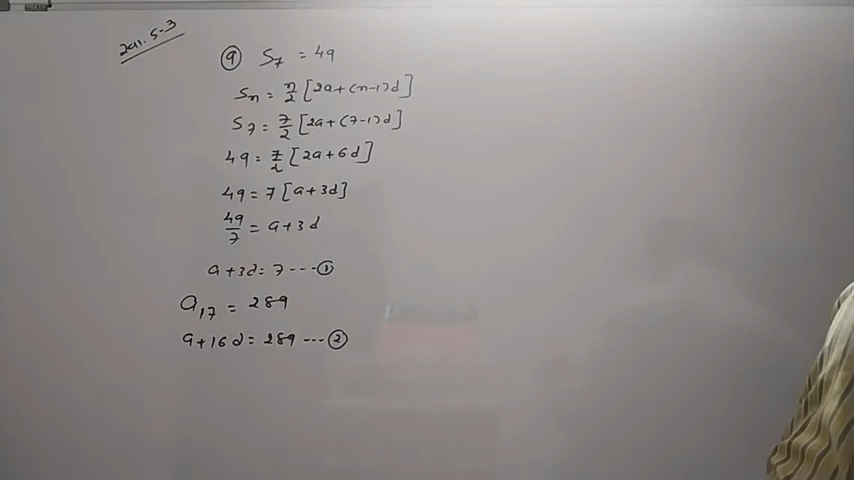 2ආ. 5-3
⑨ S₇ = 49
Sₙ = n/2 [2a+(n-1)d]
S₇ = 7/2 [2a+(7-1)d]
49 = 7/2 [2a+6d]
49 = 7 [a+3d]
49/7 = a+3d
a+3d = 7 ---①
a₁₇ = 289
a+16d = 289 ---②